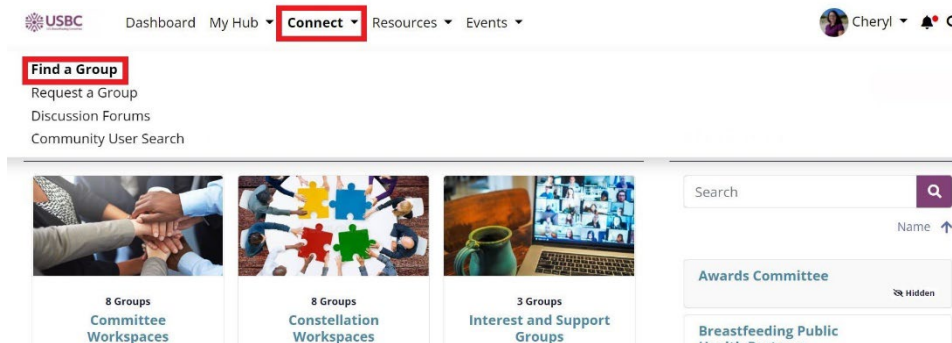 USBC
Dashboard My Hub Connect Resources Events
Cheryl
Find a Group
Request a Group
Discussion Forums
Community User Search
8 Groups
Committee
Workspaces
8 Groups
Constellation
Workspaces
3 Groups
Interest and Support
Groups
Search
Name
Awards Committee
Hidden
Breastfeeding Public